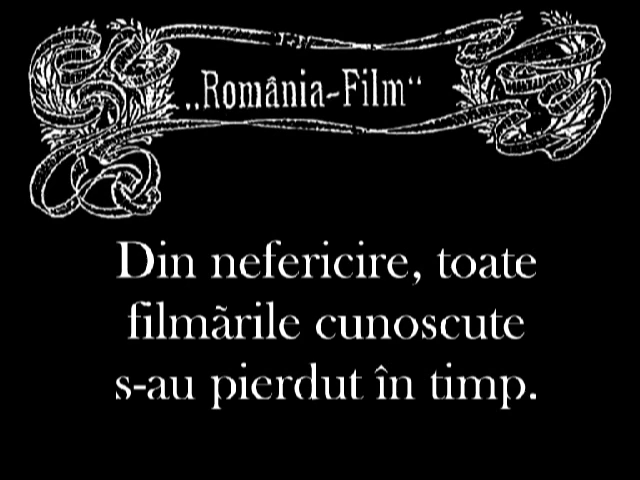 „România-Film“
Din nefericire, toate
filmãrile cunoscute
s-au pierdut în timp.